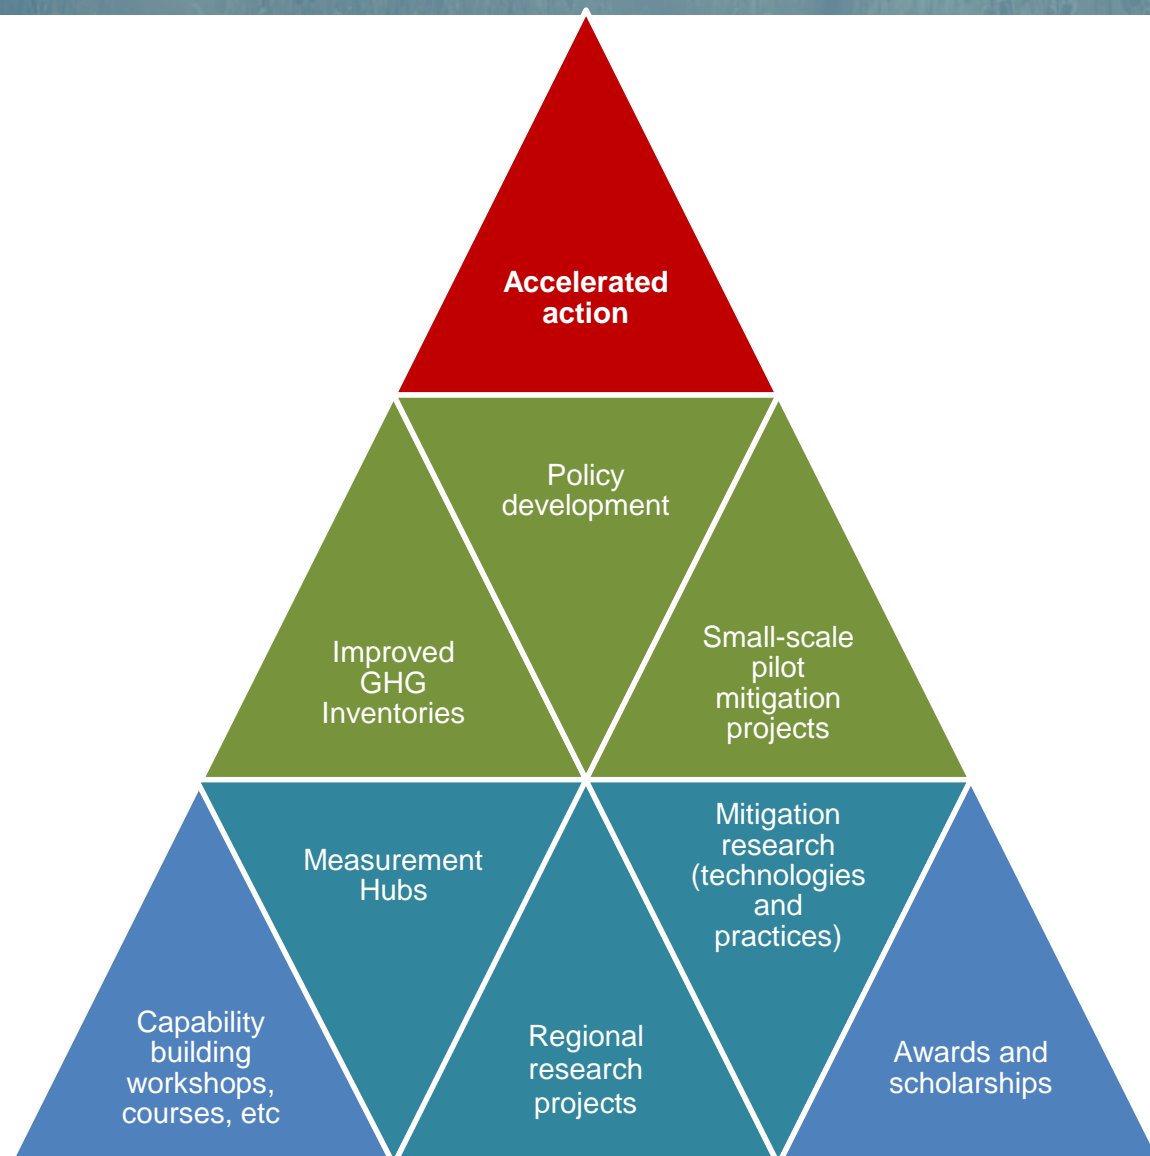 Accelerated
action
Policy
development
Improved
GHG
Inventories
Small-scale
pilot
mitigation
projects
Measurement
Hubs
Mitigation
research
(technologies
and
practices)
Capability
building
workshops,
courses, etc
Regional
research
projects
Awards and
scholarships